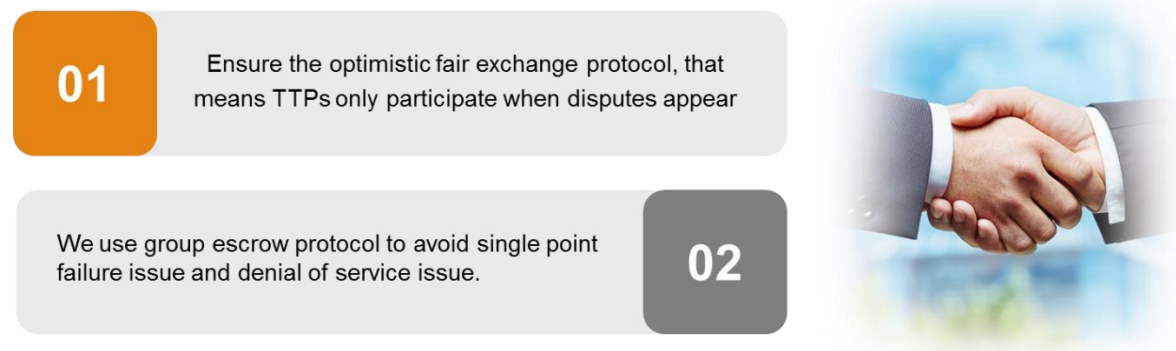 01
Ensure the optimistic fair exchange protocol, that
means TTPs only participate when disputes appear
We use group escrow protocol to avoid single point
failure issue and denial of service issue.
02